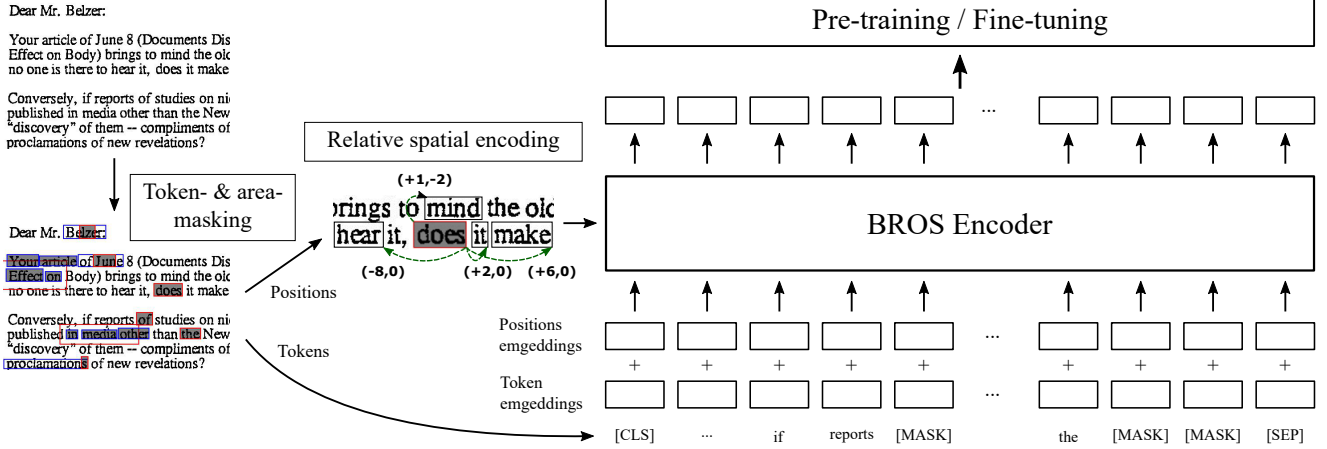 Dear Mr. Belzer:
Your article of June 8 (Documents Dis
Effect on Body) brings to mind the old
no one is there to hear it, does it make
Conversely, if reports of studies on ni
published in media other than the New
“discovery” of them -- compliments of
proclamations of new revelations?
Token- & area-
masking
Dear Mr. Belzer:
Your article of June 8 (Documents Dis
Effect on Body) brings to mind the old
no one is there to hear it, does it make
Conversely, if reports of studies on ni
published in media other than the New
“discovery” of them -- compliments of
proclamations of new revelations?
Positions
Tokens
Relative spatial encoding
(+1,-2)
brings to mind the old
hear it, does it make
(-8,0) (+2,0) (+6,0)
Pre-training / Fine-tuning
...
BROS Encoder
Positions
emgeddings
...
+ + + + + + + + +
Token
emgeddings
...
[CLS] ... if reports [MASK] the [MASK] [MASK] [SEP]